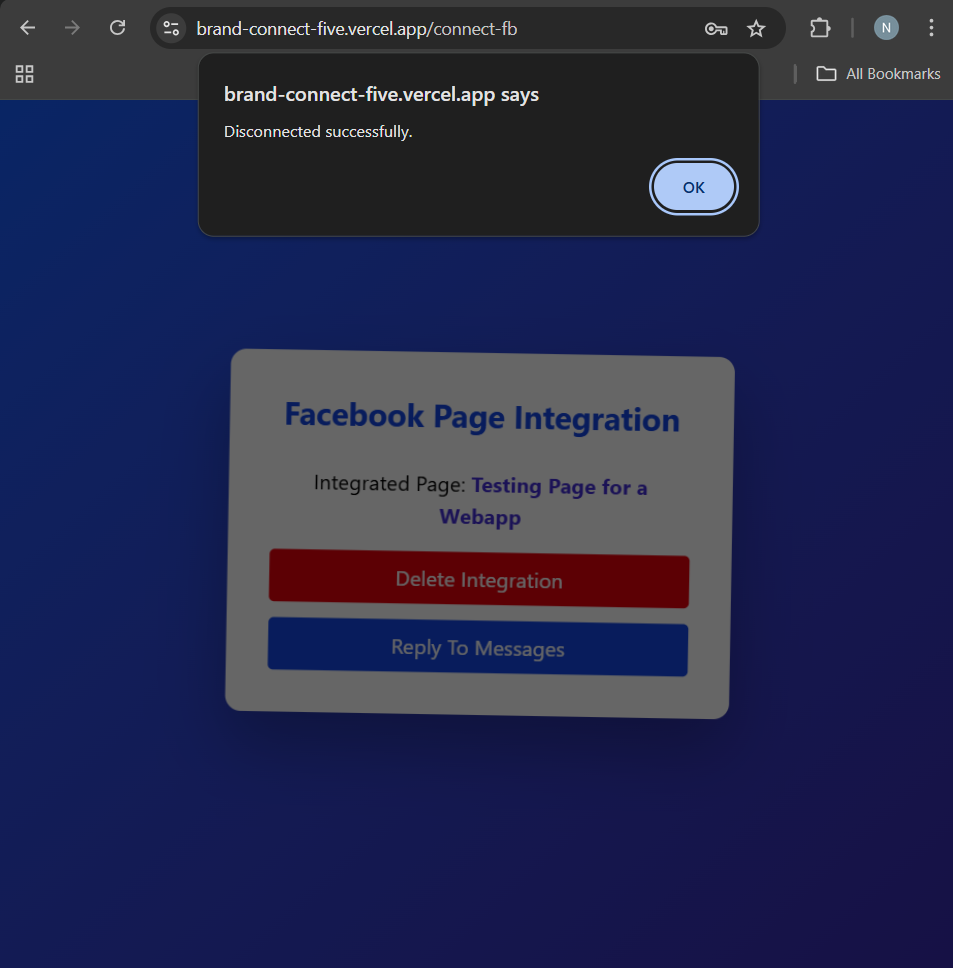 brand-connect-five.vercel.app/connect-fb
N
All Bookmarks
brand-connect-five.vercel.app says
Disconnected successfully.
OK
Facebook Page Integration
Integrated Page: Testing Page for a
Webapp
Delete Integration
Reply To Messages